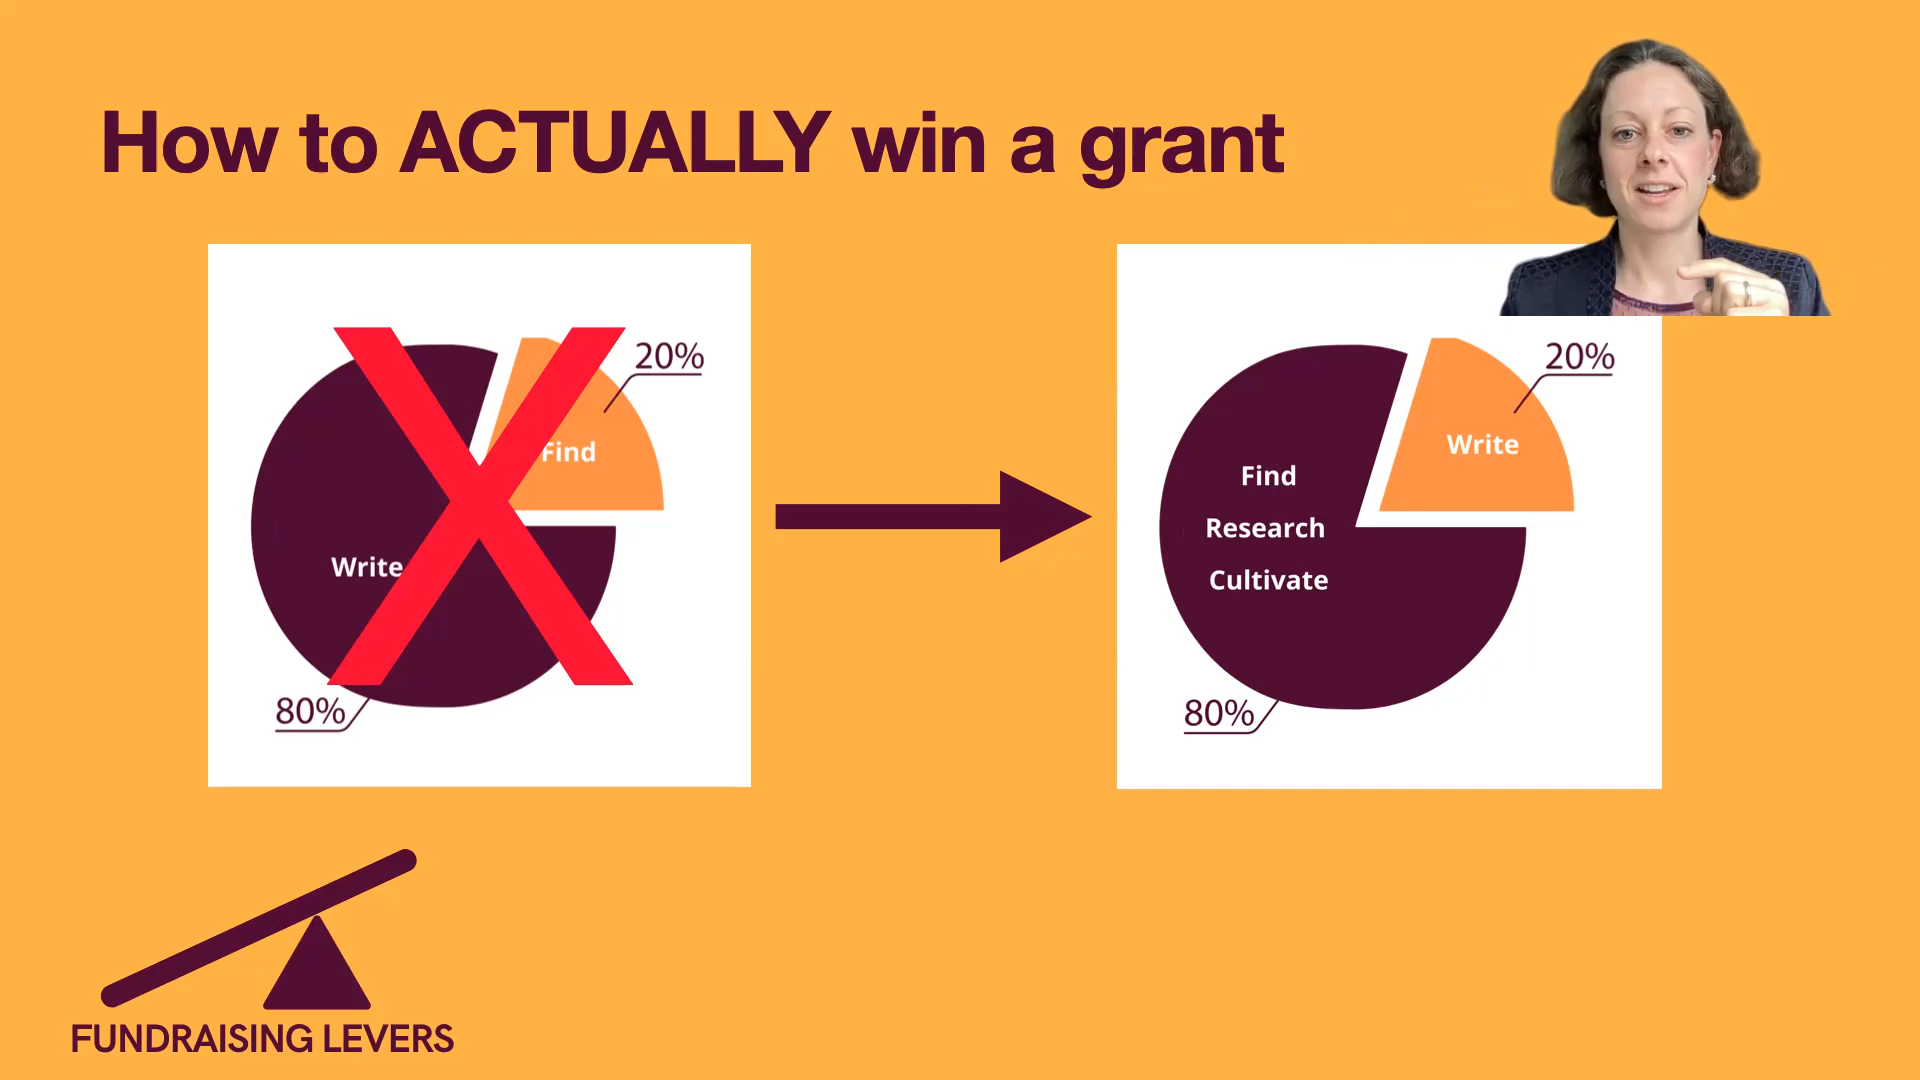 How to ACTUALLY win a grant
20%
Find
Write
80%
20%
Write
Find
Research
Cultivate
80%
FUNDRAISING LEVERS